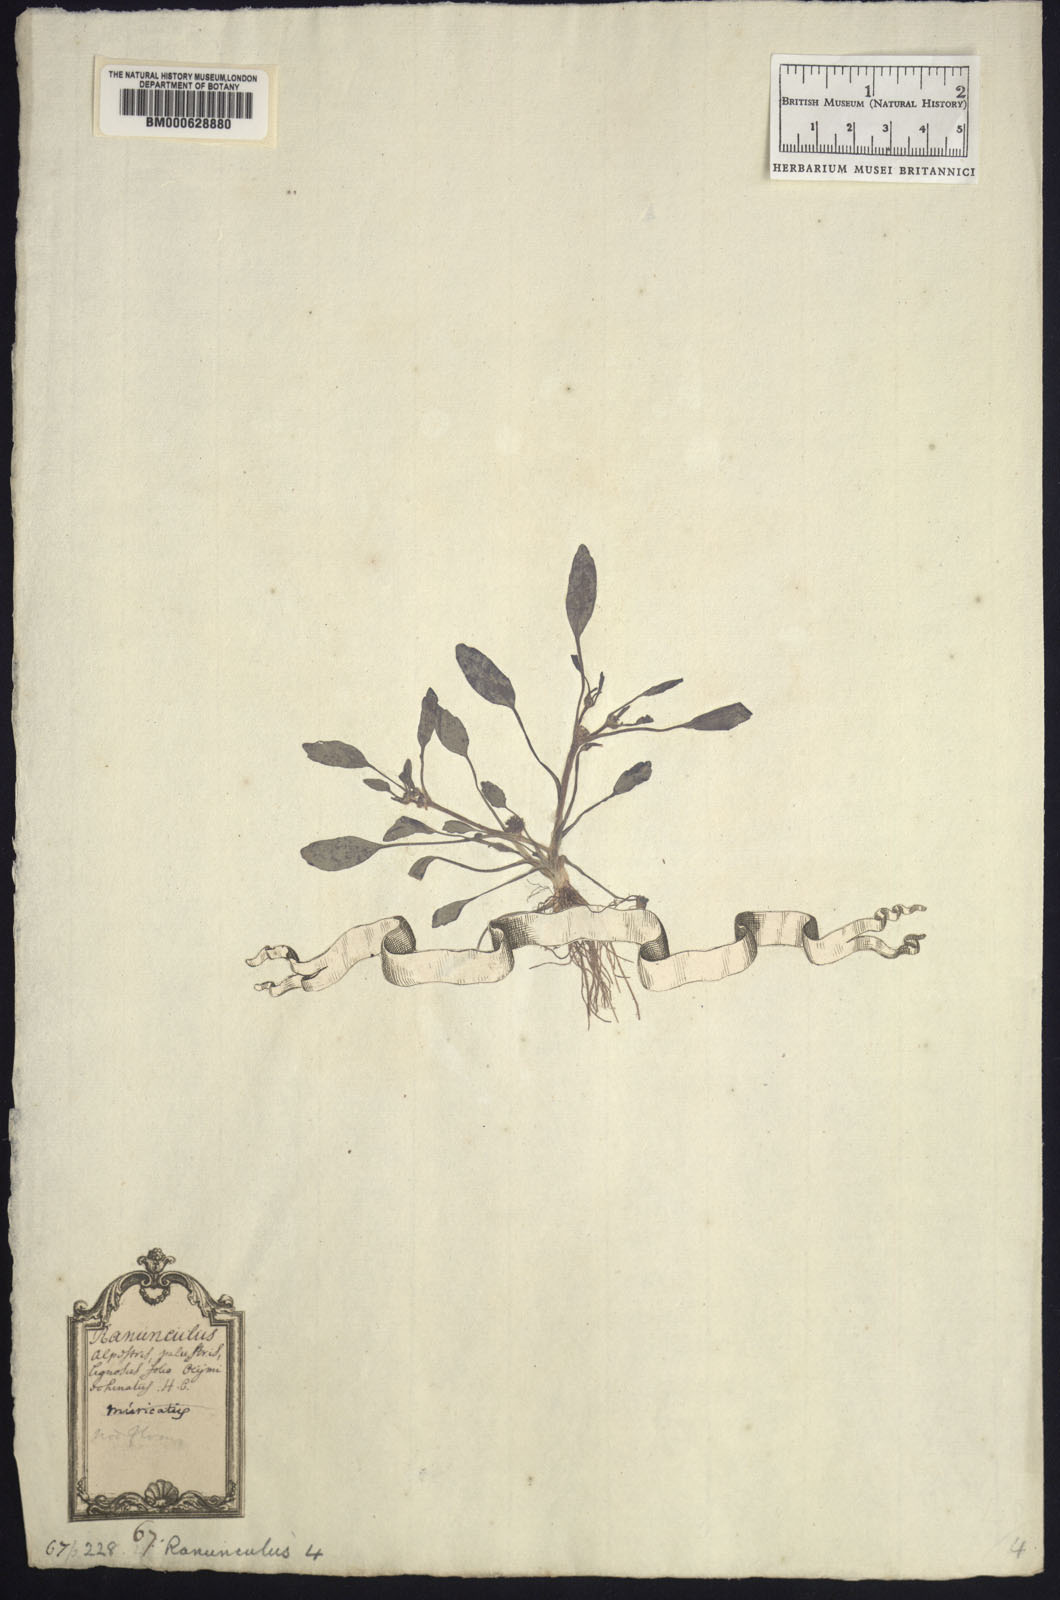 THE NATURAL HISTORY MUSEUM, LONDON
DEPARTMENT OF BOTANY
BM000628880
1 2
BRITISH MUSEUM (NATURAL HISTORY)
1 2 3 4 5
HERBARIUM MUSEI BRITANNICI
Ranunculus
Alpestris, palustris,
lignosus, folio Ocijmi
Echinatus. H. C.
muricatus
67/228. 67. Ranunculus 4
4